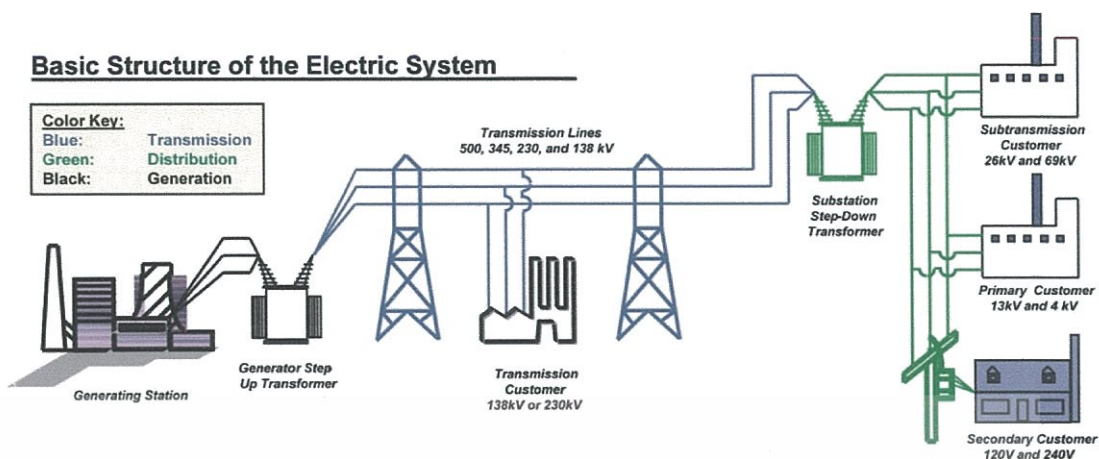 Basic Structure of the Electric System
Color Key:
Blue: Transmission
Green: Distribution
Black: Generation
Transmission Lines
500, 345, 230, and 138 kV
Subtransmission
Customer
26kV and 69kV
Substation
Step-Down
Transformer
Primary Customer
13kV and 4 kV
Generating Station
Generator Step
Up Transformer
Transmission
Customer
138kV or 230kV
Secondary Customer
120V and 240V